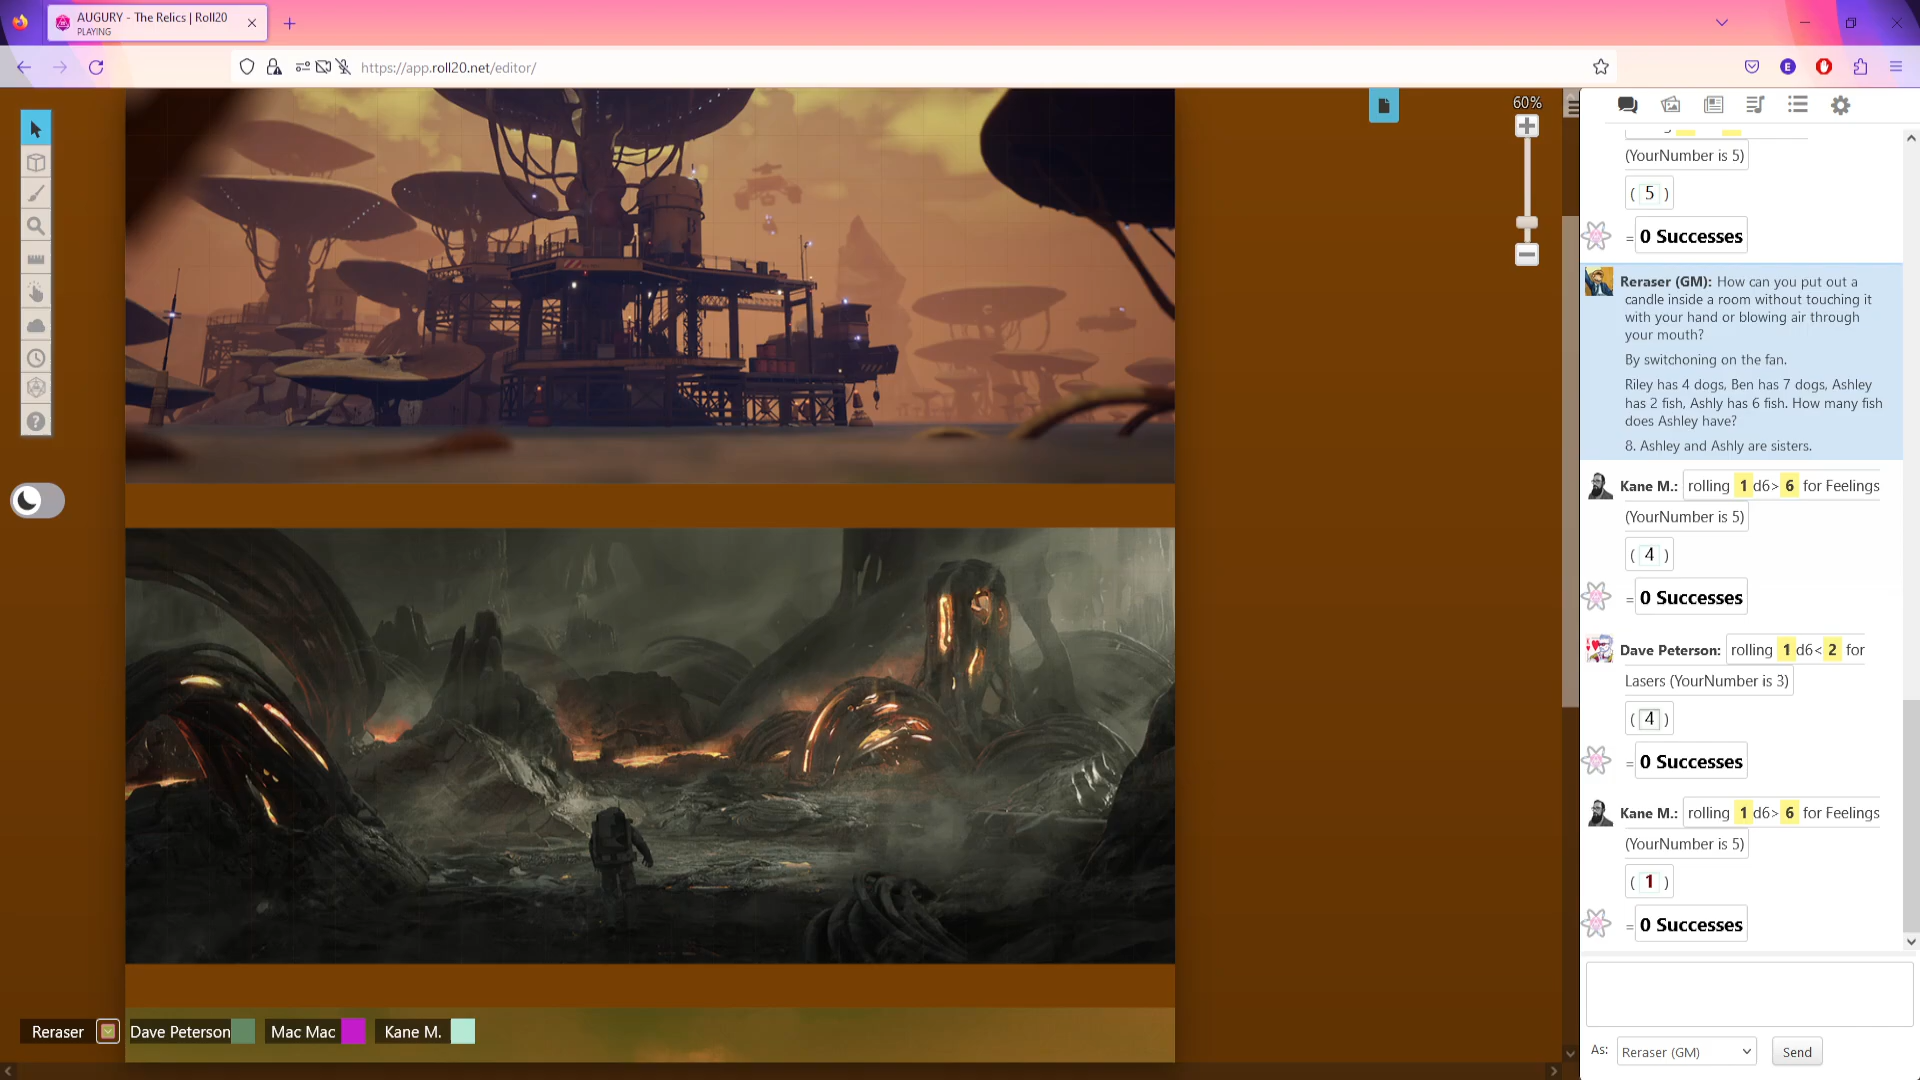 AUGURY - The Relics | Roll20
PLAYING
https://app.roll20.net/editor/
60%
(YourNumber is 5)
( 5 )
= 0 Successes
Reraser (GM): How can you put out a
candle inside a room without touching it
with your hand or blowing air through
your mouth?
By switchoning on the fan.
Riley has 4 dogs, Ben has 7 dogs, Ashley
has 2 fish, Ashly has 6 fish. How many fish
does Ashley have?
8. Ashley and Ashly are sisters.
Kane M.: rolling 1d6>6 for Feelings
(YourNumber is 5)
( 4 )
= 0 Successes
Dave Peterson: rolling 1d6<2 for
Lasers (YourNumber is 3)
( 4 )
= 0 Successes
Kane M.: rolling 1d6>6 for Feelings
(YourNumber is 5)
( 1 )
= 0 Successes
Reraser
Dave Peterson
Mac Mac
Kane M.
As: Reraser (GM)
Send